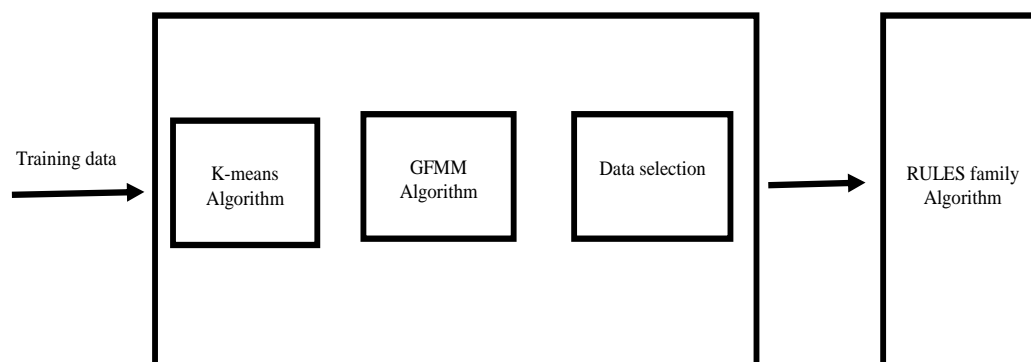 Training data
K-means
Algorithm
GFMM
Algorithm
Data selection
RULES family
Algorithm